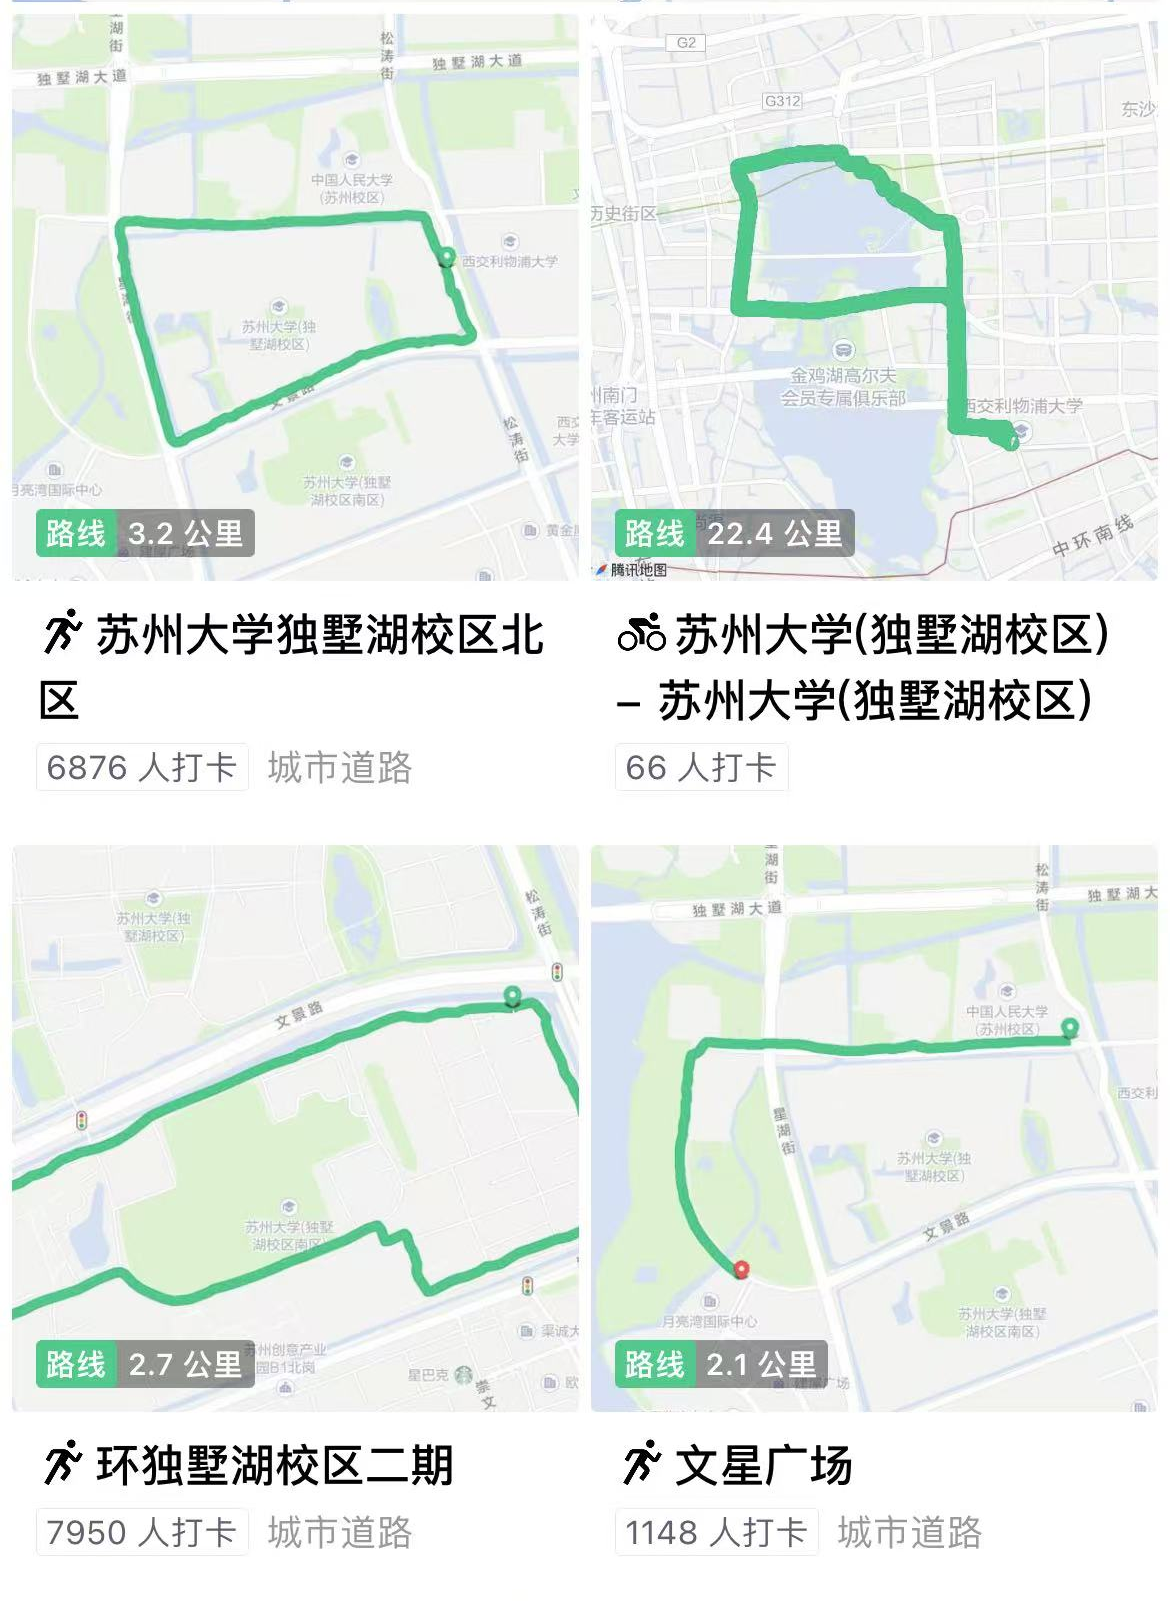 湖街
松涛街
独墅湖大道
独墅湖大道
中国人民大学
(苏州校区)
西交利物浦大学
苏州大学(独
墅湖校区)
文景路
松涛街
苏州大学(独墅
湖校区南区)
月亮湾国际中心
路线 3.2 公里
G2
G312
东沙
历史街区
金鸡湖高尔夫
会员专属俱乐部
州南门
车客运站
西交利物浦大学
中环南线
路线 22.4 公里
腾讯地图
苏州大学独墅湖校区北
区
6876 人打卡 城市道路
苏州大学(独墅湖校区)
– 苏州大学(独墅湖校区)
66 人打卡
苏州大学(独
墅湖校区)
松涛街
文景路
苏州大学(独墅
湖校区南区)
苏州创意产业
园B1北岗
星巴克
崇文
渠诚大
欧
路线 2.7 公里
湖街
松涛街
独墅湖大道
独墅湖大
中国人民大学
(苏州校区)
西交利
星湖街
苏州大学(独
墅湖校区)
文景路
月亮湾国际中心
苏州大学(独墅
湖校区南区)
路线 2.1 公里
环独墅湖校区二期
7950 人打卡 城市道路
文星广场
1148 人打卡 城市道路